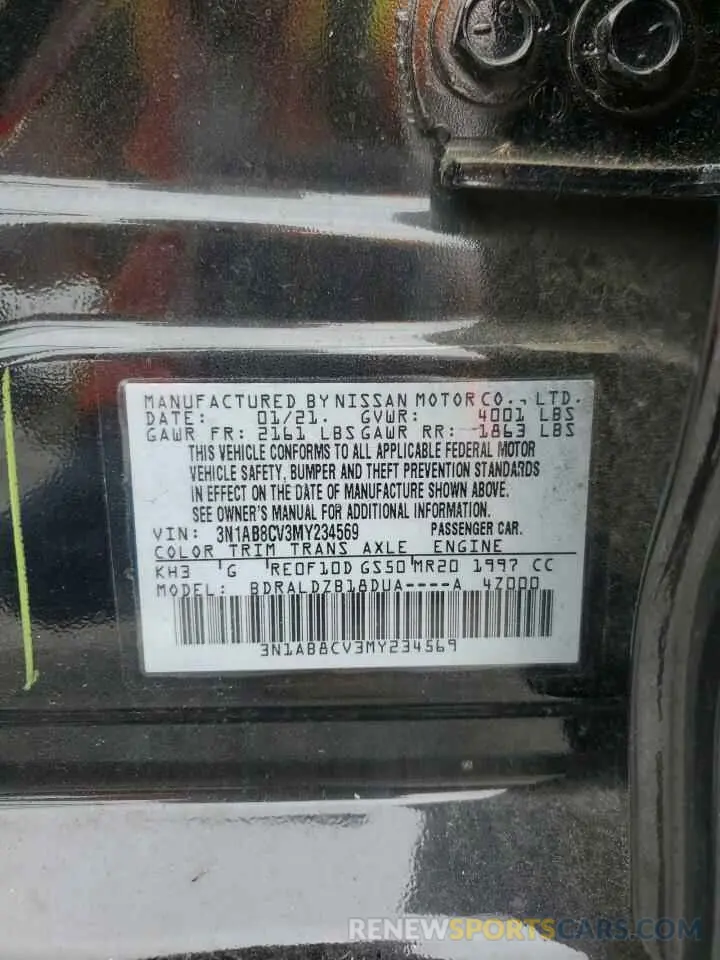 MANUFACTURED BY NISSAN MOTOR CO., LTD.
DATE: 01/21. GVWR: 4001 LBS
GAWR FR: 2161 LBS GAWR RR: 1863 LBS
THIS VEHICLE CONFORMS TO ALL APPLICABLE FEDERAL MOTOR
VEHICLE SAFETY, BUMPER AND THEFT PREVENTION STANDARDS
IN EFFECT ON THE DATE OF MANUFACTURE SHOWN ABOVE.
SEE OWNER'S MANUAL FOR ADDITIONAL INFORMATION.
VIN: 3N1AB8CV3MY234569 PASSENGER CAR.
COLOR TRIM TRANS AXLE ENGINE
KH3 G RE0F10D GS50 MR20 1997 CC
MODEL: BDRALDZB18DUA----A 4Z000
3N1AB8CV3MY234569
RENEWSPORTSCARS.COM